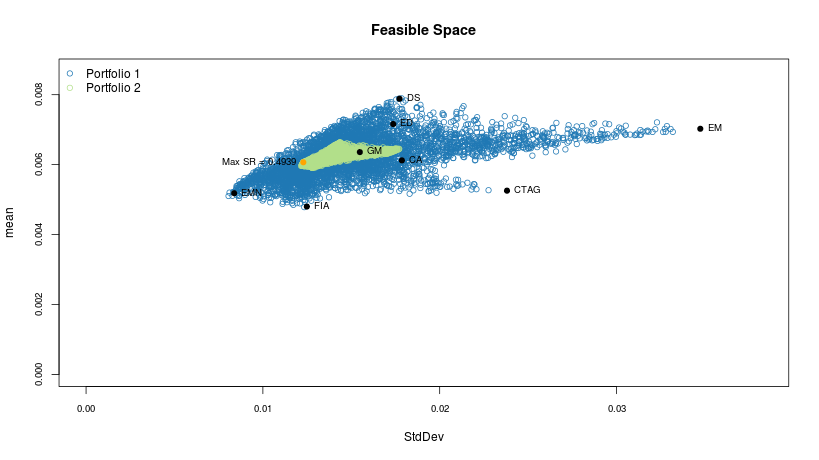 Feasible Space
Portfolio 1
Portfolio 2
DS
ED
EM
GM
CA
Max SR = 0.4939
EMN
CTAG
FIA
mean
0.008
0.006
0.004
0.002
0.000
0.00
0.01
0.02
0.03
StdDev